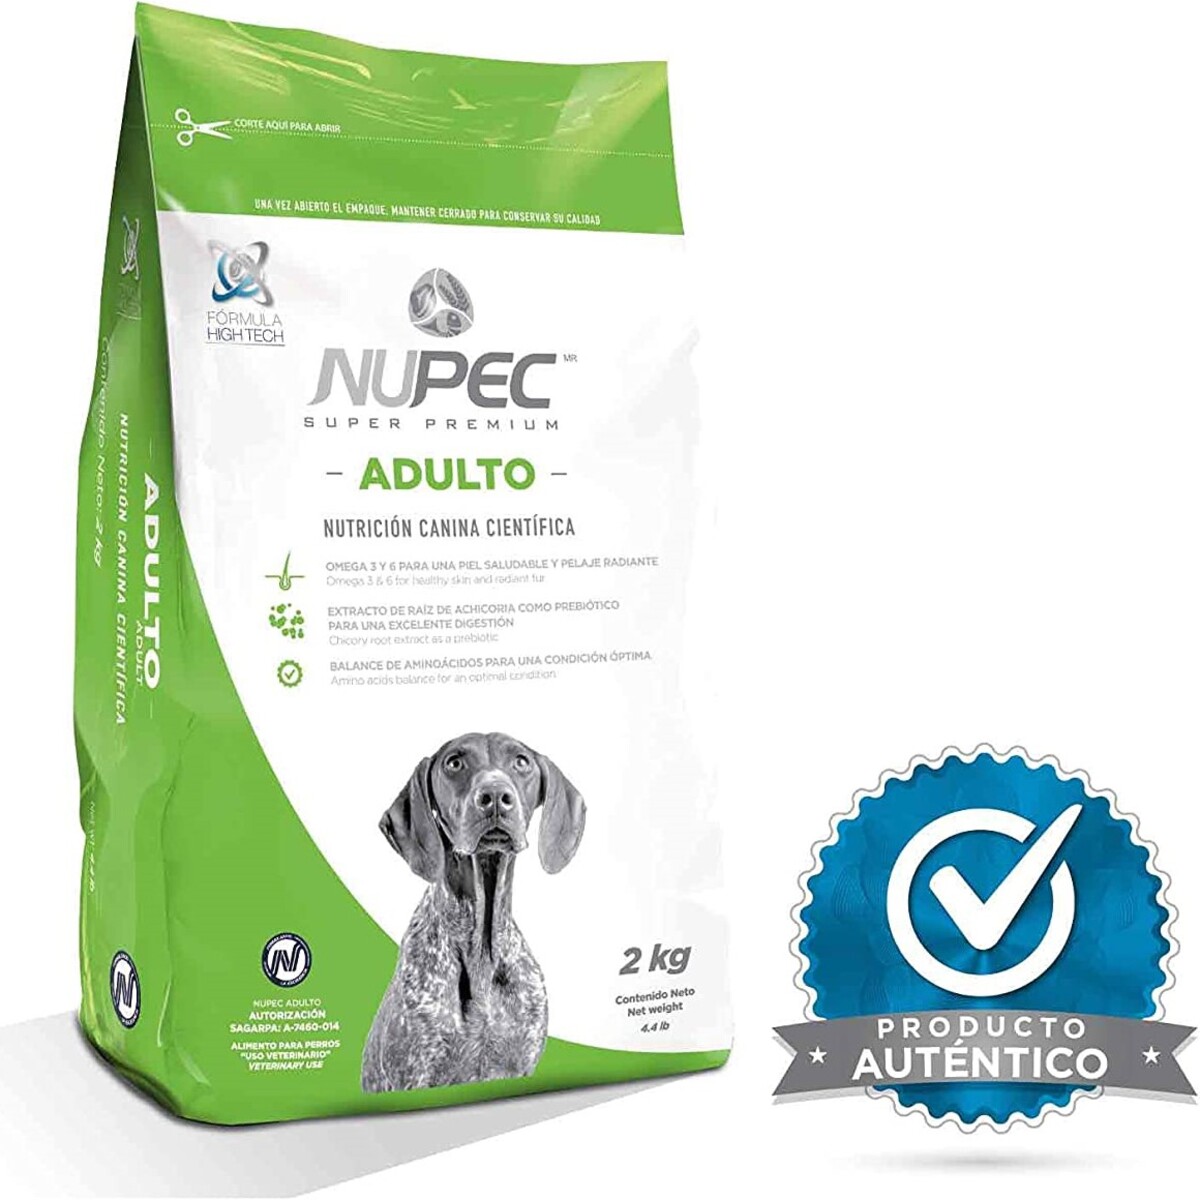 CORTE AQUÍ PARA ABRIR
UNA VEZ ABIERTO EL EMPAQUE, MANTENER CERRADO PARA CONSERVAR SU CALIDAD
FÓRMULA
HIGH TECH
NUPEC MR
SUPER PREMIUM
- ADULTO -
NUTRICIÓN CANINA CIENTÍFICA
OMEGA 3 Y 6 PARA UNA PIEL SALUDABLE Y PELAJE RADIANTE
Omega 3 & 6 for healthy skin and radiant fur
EXTRACTO DE RAÍZ DE ACHICORIA COMO PREBIÓTICO
PARA UNA EXCELENTE DIGESTIÓN
Chicory root extract as a prebiotic
BALANCE DE AMINOÁCIDOS PARA UNA CONDICIÓN ÓPTIMA
Amino acids balance for an optimal condition
2 kg
Contenido Neto
Net weight
4.4 lb
NUPEC ADULTO
AUTORIZACIÓN
SAGARPA: A-7460-014
ALIMENTO PARA PERROS
"USO VETERINARIO"
VETERINARY USE
- ADULTO -
ADULT
NUTRICIÓN CANINA CIENTÍFICA
Contenido Neto: 2 kg
Net wt: 4.4 lb
PRODUCTO
AUTÉNTICO